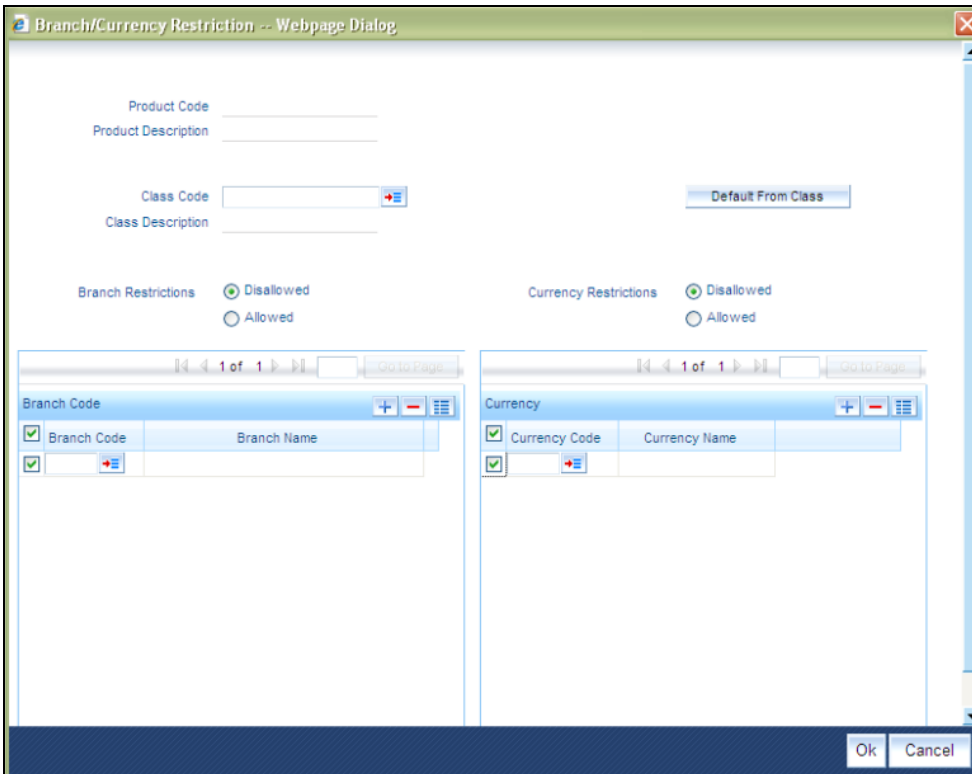 Branch/Currency Restriction -- Webpage Dialog
Product Code
Product Description
Class Code
Default From Class
Class Description
Branch Restrictions
Disallowed
Allowed
Currency Restrictions
Disallowed
Allowed
1 of 1
Go to Page
1 of 1
Go to Page
Branch Code
Branch Code
Branch Name
Currency
Currency Code
Currency Name
Ok
Cancel